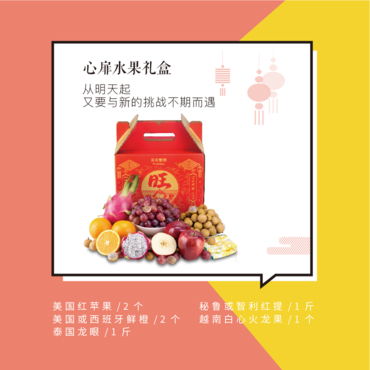 心扉水果礼盒
从明天起
又要与新的挑战不期而遇
旺
美国红苹果 /2 个
美国或西班牙鲜橙 /2 个
泰国龙眼 /1 斤
秘鲁或智利红提 /1 斤
越南白心火龙果 /1 个